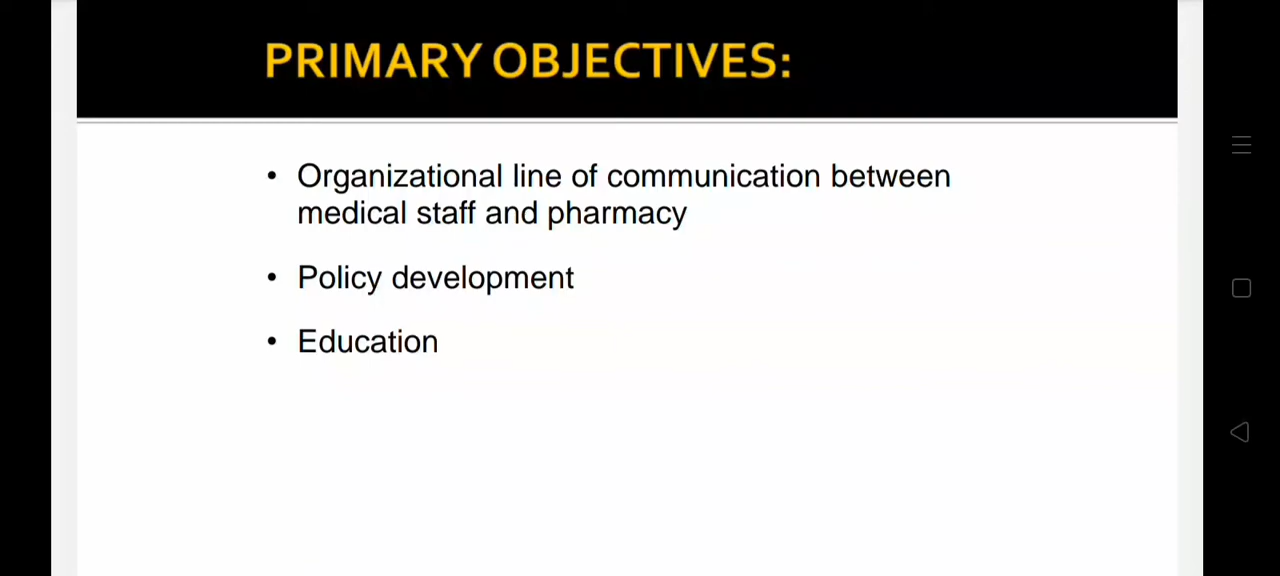 PRIMARY OBJECTIVES:
• Organizational line of communication between
medical staff and pharmacy
• Policy development
• Education